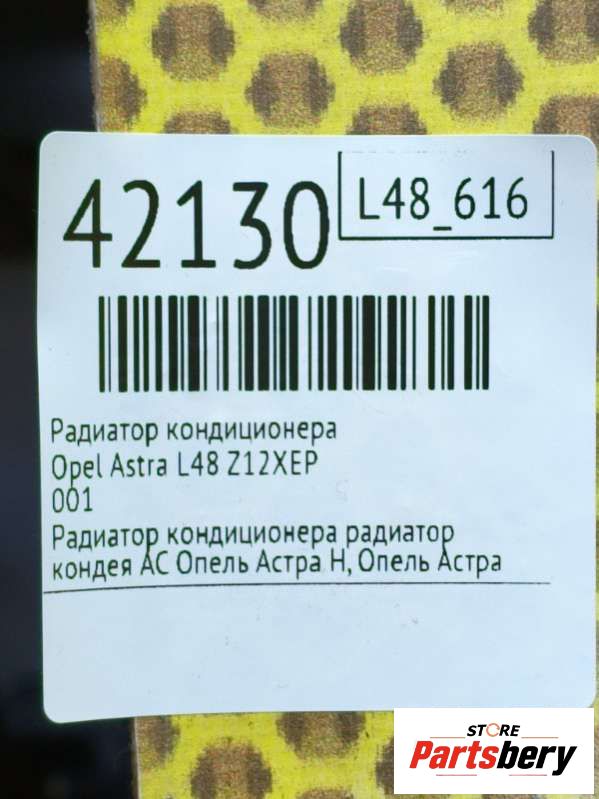 42130
L48_616
Радиатор кондиционера
Opel Astra L48 Z12XEP
001
Радиатор кондиционера радиатор
кондея АС Опель Астра Н, Опель Астра
STORE
Partsbery